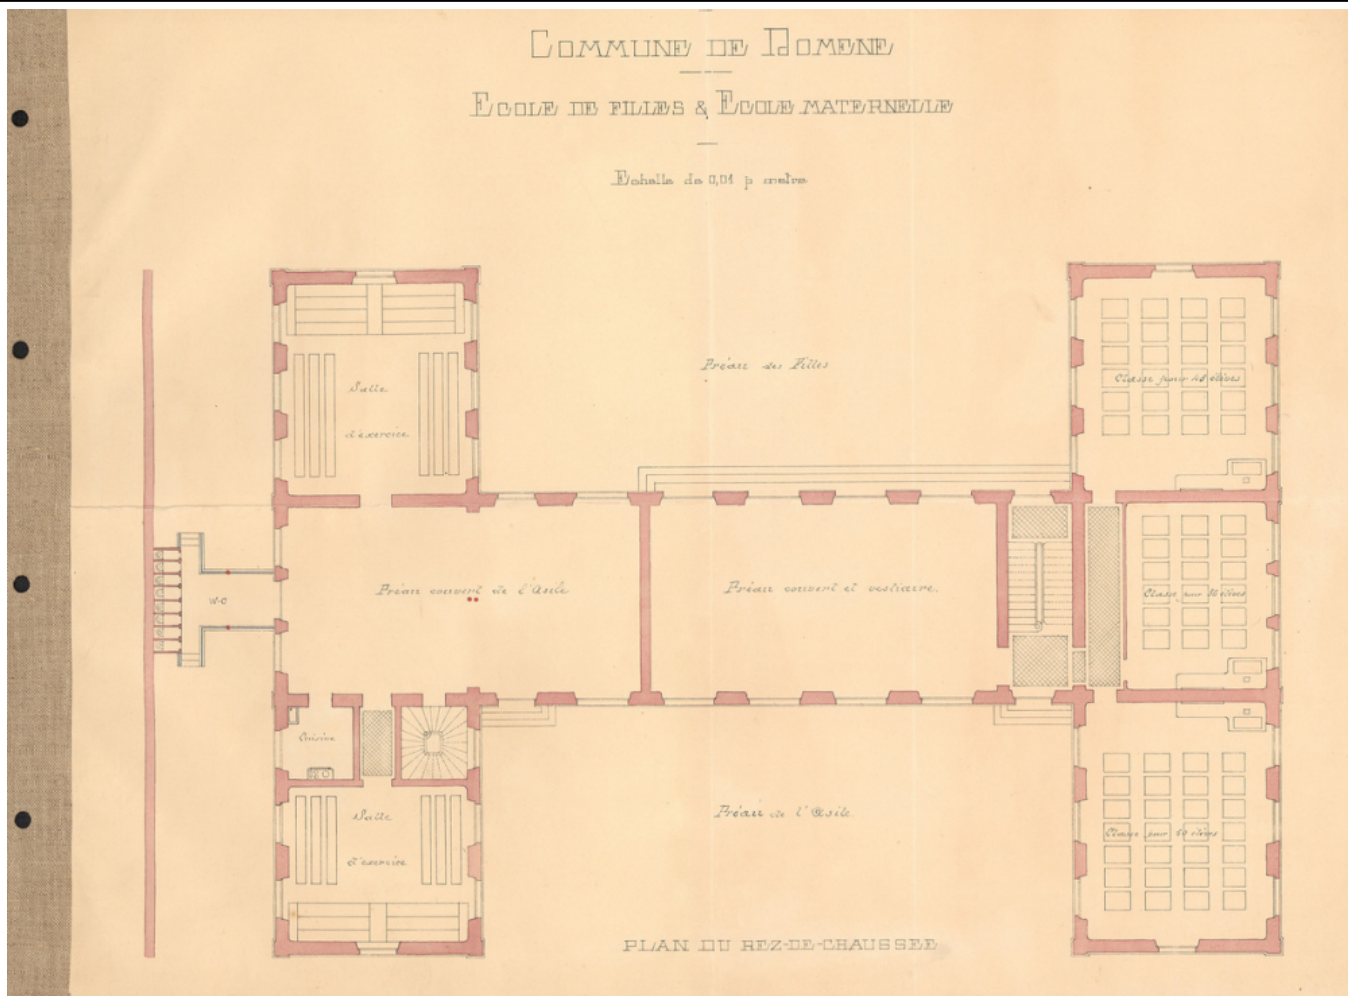 COMMUNE DE DOMENE
ECOLE DE FILLES & ECOLE MATERNELLE
Echelle de 0,01 p metre
Préau des Filles
Classe pour 48 élèves
Salle
d'exercice
Préau couvert de l'Asile
Préau couvert et vestiaire.
Classe pour 30 élèves
W-C
Cuisine
Salle
d'exercice
Préau de l'Asile
Classe pour 50 élèves
PLAN DU REZ-DE-CHAUSSEE